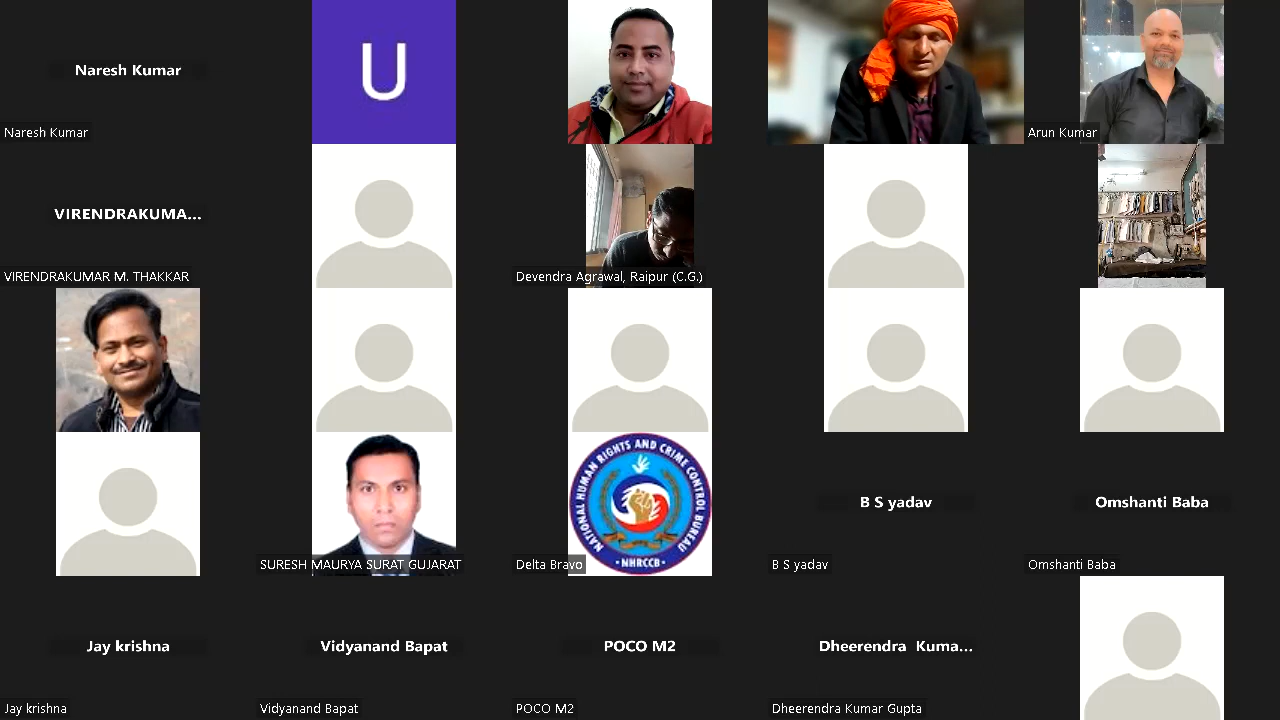 Naresh Kumar
Naresh Kumar
U
Arun Kumar
VIRENDRAKUMA...
VIRENDRAKUMAR M. THAKKAR
Devendra Agrawal, Raipur (C.G.)
SURESH MAURYA SURAT GUJARAT
NATIONAL HUMAN RIGHTS AND CRIME CONTROL BUREAU
• NHRCCB •
Delta Bravo
B S yadav
B S yadav
Omshanti Baba
Omshanti Baba
Jay krishna
Jay krishna
Vidyanand Bapat
Vidyanand Bapat
POCO M2
POCO M2
Dheerendra Kuma...
Dheerendra Kumar Gupta